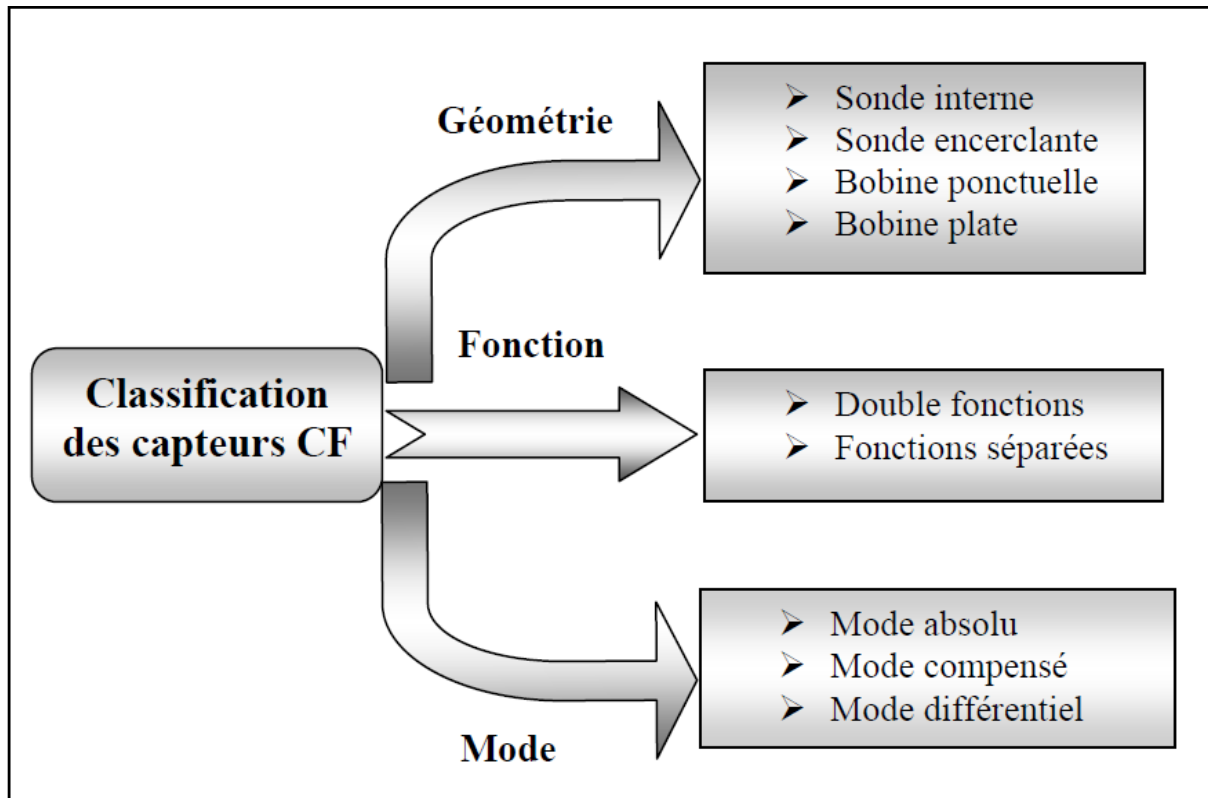 Géométrie
➢ Sonde interne
➢ Sonde encerclante
➢ Bobine ponctuelle
➢ Bobine plate
Classification
des capteurs CF
Fonction
➢ Double fonctions
➢ Fonctions séparées
Mode
➢ Mode absolu
➢ Mode compensé
➢ Mode différentiel